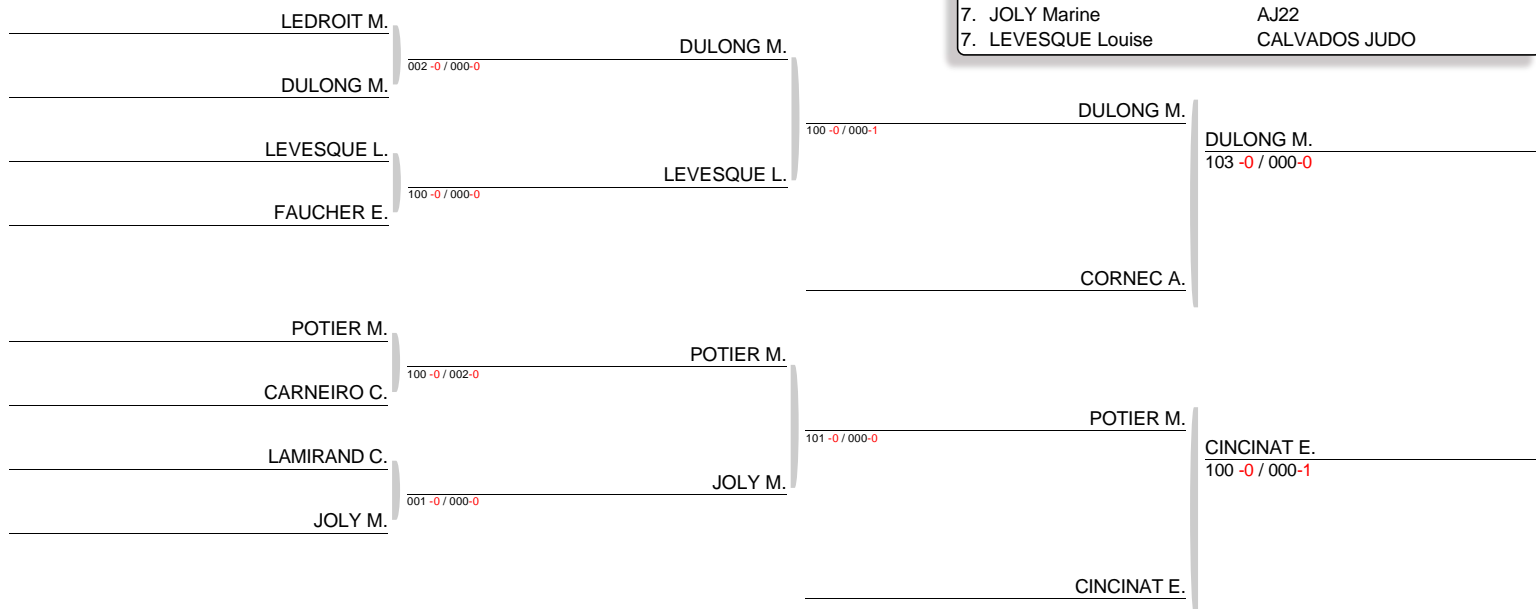 7. JOLY Marine AJ22
7. LEVESQUE Louise CALVADOS JUDO
LEDROIT M.
DULONG M.
002 -0 / 000-0
DULONG M.
DULONG M.
100 -0 / 000-1
DULONG M.
103 -0 / 000-0
LEVESQUE L.
LEVESQUE L.
100 -0 / 000-0
FAUCHER E.
CORNEC A.
POTIER M.
POTIER M.
100 -0 / 002-0
CARNEIRO C.
POTIER M.
101 -0 / 000-0
CINCINAT E.
100 -0 / 000-1
LAMIRAND C.
JOLY M.
001 -0 / 000-0
JOLY M.
CINCINAT E.